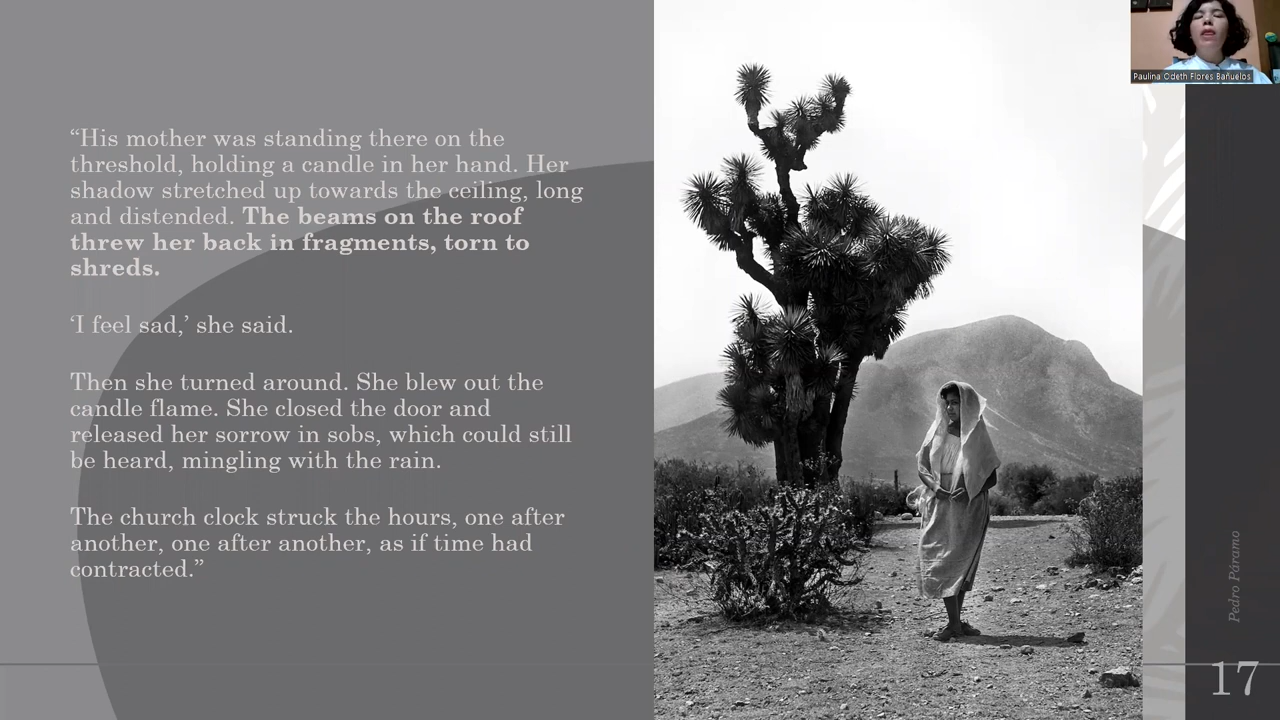 “His mother was standing there on the
threshold, holding a candle in her hand. Her
shadow stretched up towards the ceiling, long
and distended. The beams on the roof
threw her back in fragments, torn to
shreds.
‘I feel sad,’ she said.
Then she turned around. She blew out the
candle flame. She closed the door and
released her sorrow in sobs, which could still
be heard, mingling with the rain.
The church clock struck the hours, one after
another, one after another, as if time had
contracted.”
Paulina Odeth Flores Bañuelos
Pedro Páramo
17